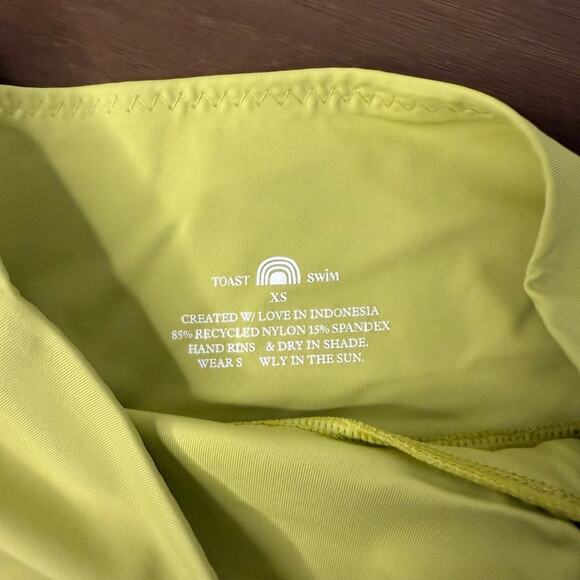 TOAST SWIM
XS
CREATED W/ LOVE IN INDONESIA
85% RECYCLED NYLON 15% SPANDEX
HAND RINS & DRY IN SHADE.
WEAR S WLY IN THE SUN.